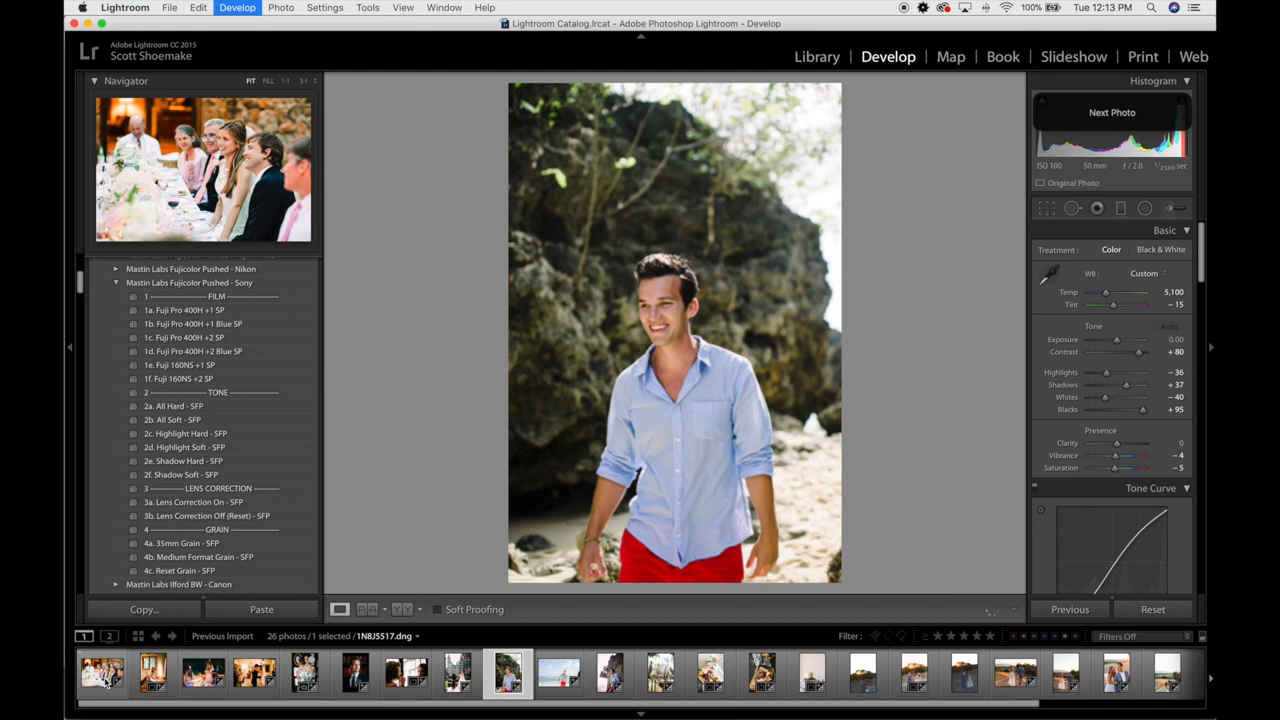 Lightroom File Edit Develop Photo Settings Tools View Window Help 100% Tue 12:13 PM
Lightroom Catalog.lrcat - Adobe Photoshop Lightroom - Develop
Lr Adobe Lightroom CC 2015
Scott Shoemake
Library | Develop | Map | Book | Slideshow | Print | Web
Navigator FIT FILL 1:1 3:1
Histogram
Next Photo
ISO 100 50 mm ƒ / 2.0 1/2500 sec
Original Photo
Basic
Treatment : Color Black & White
WB : Custom
Temp 5,100
Tint – 15
Tone Auto
Exposure 0.00
Contrast + 80
Highlights – 36
Shadows + 37
Whites – 40
Blacks + 95
Presence
Clarity 0
Vibrance – 4
Saturation – 5
Tone Curve
Mastin Labs Fujicolor Pushed - Nikon
Mastin Labs Fujicolor Pushed - Sony
1 ---------------------- FILM ----------------------
1a. Fuji Pro 400H +1 SP
1b. Fuji Pro 400H +1 Blue SP
1c. Fuji Pro 400H +2 SP
1d. Fuji Pro 400H +2 Blue SP
1e. Fuji 160NS +1 SP
1f. Fuji 160NS +2 SP
2 ---------------------- TONE ----------------------
2a. All Hard - SFP
2b. All Soft - SFP
2c. Highlight Hard - SFP
2d. Highlight Soft - SFP
2e. Shadow Hard - SFP
2f. Shadow Soft - SFP
3 ------------- LENS CORRECTION ----------
3a. Lens Correction On - SFP
3b. Lens Correction Off (Reset) - SFP
4 --------------------- GRAIN ---------------------
4a. 35mm Grain - SFP
4b. Medium Format Grain - SFP
4c. Reset Grain - SFP
Mastin Labs Ilford BW - Canon
Copy... Paste
Soft Proofing
Previous Reset
1 2 Previous Import 26 photos / 1 selected / 1N8J5517.dng Filter : Filters Off